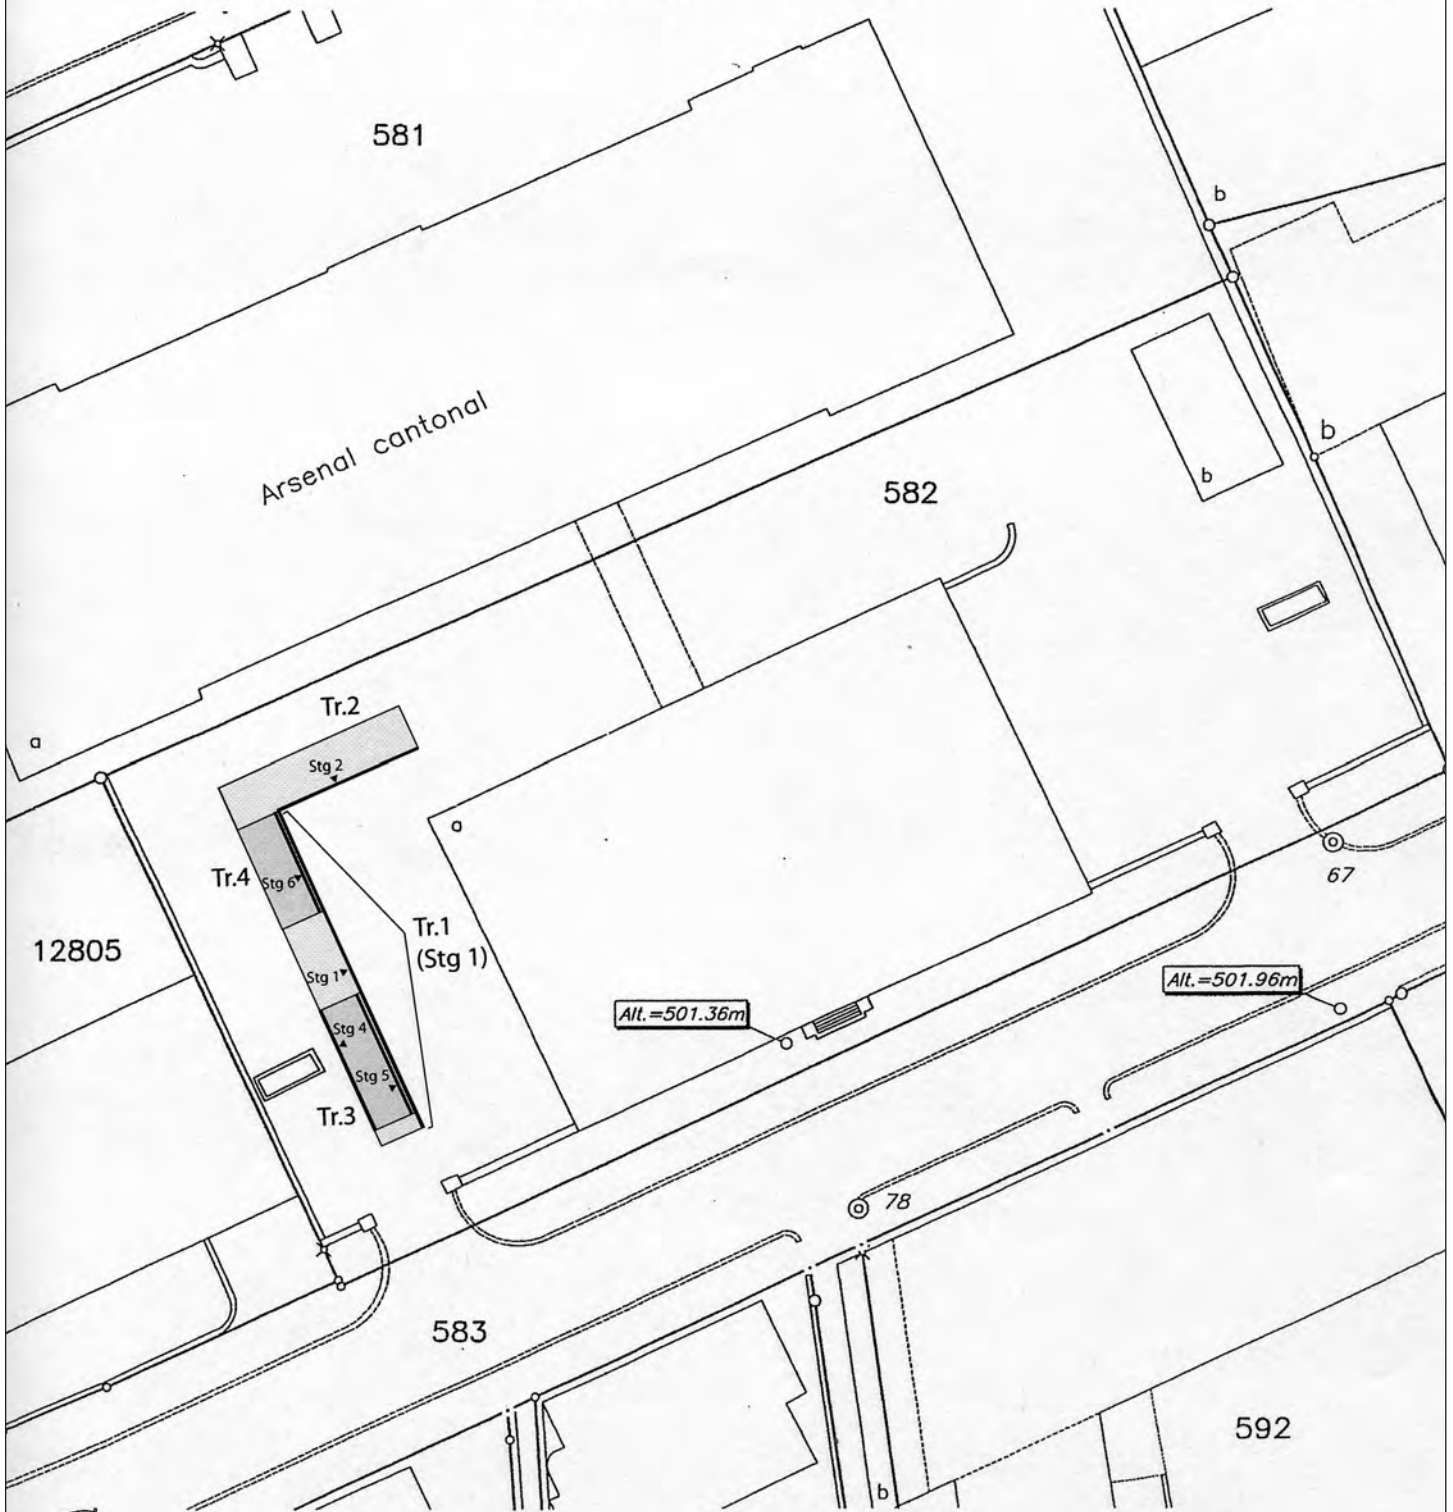 581
b
Arsenal cantonal
b
b
582
Tr.2
a
Stg 2
a
Tr.4
Stg 6
67
Tr.1
(Stg 1)
12805
Stg 1
Alt.=501.96m
Alt.=501.36m
Stg 4
Stg 5
Tr.3
78
583
592
b